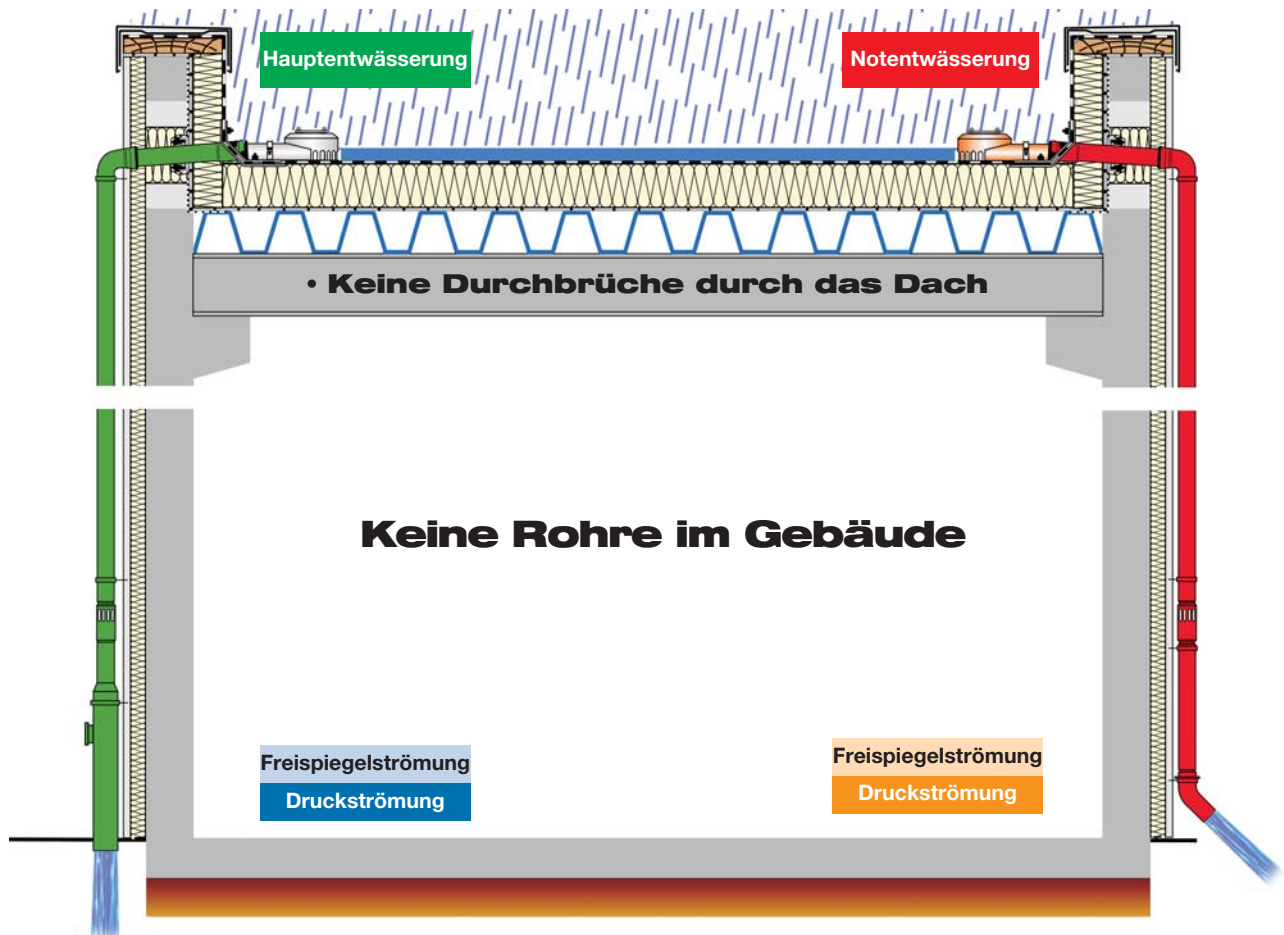 Hauptentwässerung
Notentwässerung
• Keine Durchbrüche durch das Dach
Keine Rohre im Gebäude
Freispiegelströmung
Druckströmung
Freispiegelströmung
Druckströmung